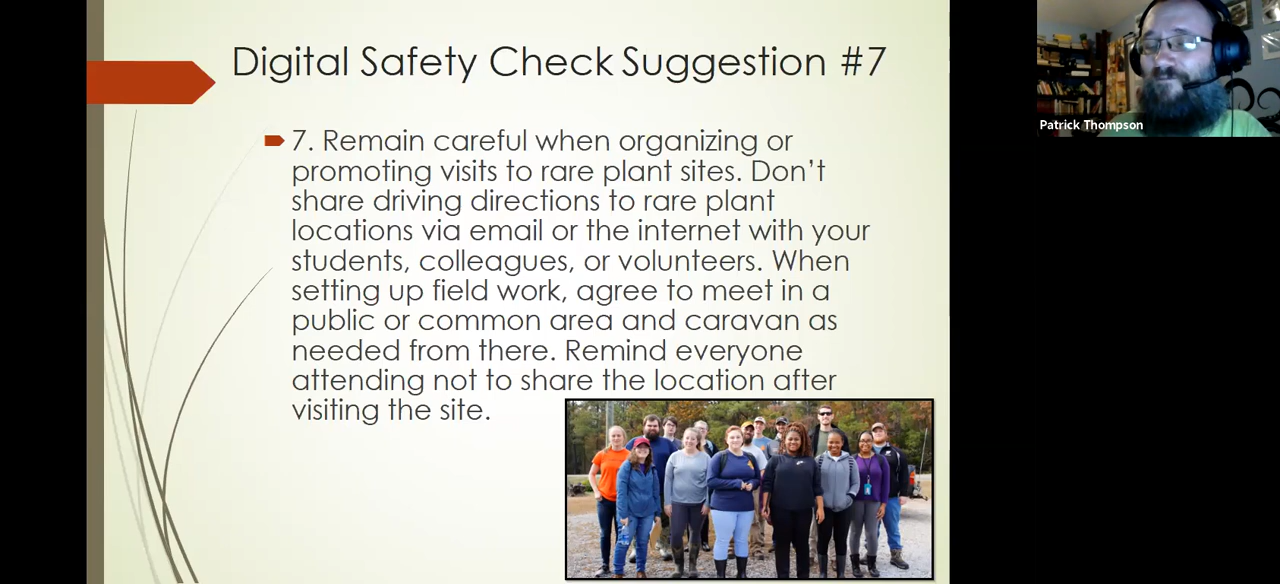 Digital Safety Check Suggestion #7
7. Remain careful when organizing or
promoting visits to rare plant sites. Don’t
share driving directions to rare plant
locations via email or the internet with your
students, colleagues, or volunteers. When
setting up field work, agree to meet in a
public or common area and caravan as
needed from there. Remind everyone
attending not to share the location after
visiting the site.
Patrick Thompson